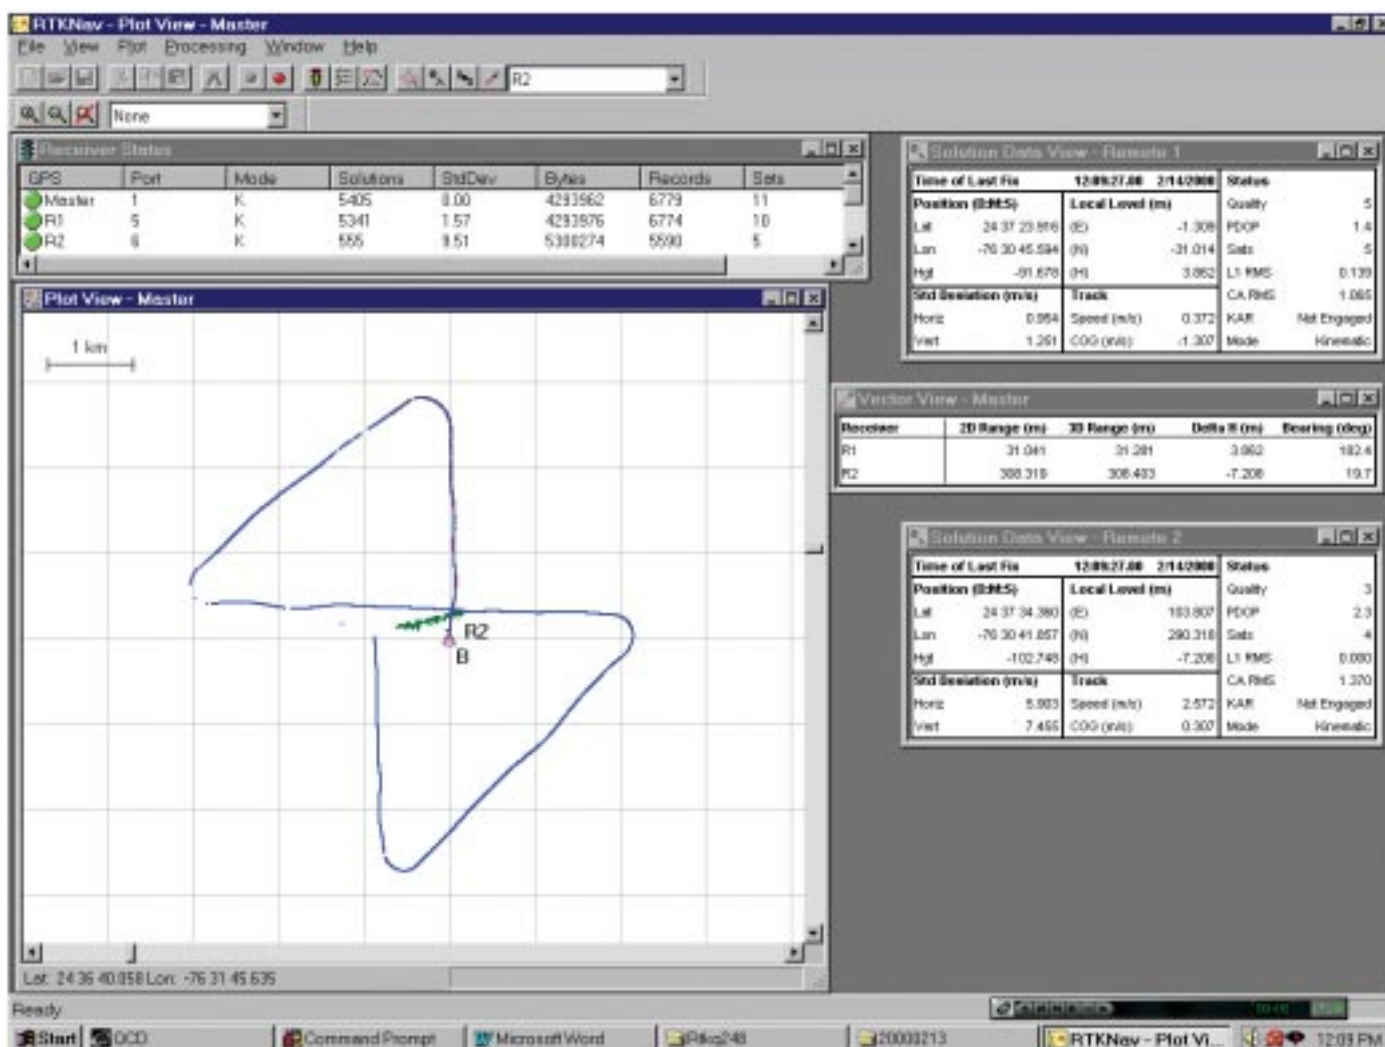 RTKNav - Plot View - Master
File View Plot Processing Window Help
R2
None
Receiver Status
GPS Port Mode Solutions StdDev Bytes Records Sats
Master 1 K 5405 0.00 4293962 6779 11
R1 5 K 5341 1.57 4293976 6774 10
R2 6 K 555 9.51 5300274 5590 5
Plot View - Master
1 km
R2
B
Lat: 24 36 40.058 Lon: -76 31 45.635
Solution Data View - Remote 1
Time of Last Fix 12:09:27.00 2/14/2000 Status
Position (D:M:S) Local Level (m) Quality 5
Lat 24 37 23.916 (E) -1.309 PDOP 1.4
Lon -76 30 45.594 (N) -31.014 Sats 5
Hgt -91.678 (H) 3.862 L1 RMS 0.139
Std Deviation (m/s) Track CA RMS 1.065
Horiz 0.954 Speed (m/s) 0.372 KAR Not Engaged
Vert 1.251 COG (m/s) -1.307 Mode Kinematic
Vector View - Master
Receiver 2D Range (m) 3D Range (m) Delta H (m) Bearing (deg)
R1 31.041 31.281 3.862 182.4
R2 308.319 308.403 -7.208 19.7
Solution Data View - Remote 2
Time of Last Fix 12:09:27.00 2/14/2000 Status
Position (D:M:S) Local Level (m) Quality 3
Lat 24 37 34.360 (E) 103.807 PDOP 2.3
Lon -76 30 41.857 (N) 290.318 Sats 4
Hgt -102.748 (H) -7.208 L1 RMS 0.080
Std Deviation (m/s) Track CA RMS 1.370
Horiz 5.903 Speed (m/s) 2.572 KAR Not Engaged
Vert 7.455 COG (m/s) 0.307 Mode Kinematic
Ready
Start QCD Command Prompt Microsoft Word Rtkq248 20000213 RTKNav - Plot Vi... 12:09 PM